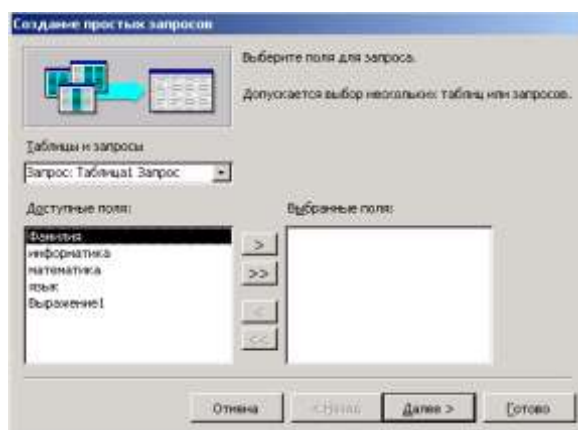 Создание простых запросов
Выберите поля для запроса.
Допускается выбор нескольких таблиц или запросов.
Таблицы и запросы
Запрос: Таблица1 Запрос
Доступные поля:
Выбранные поля:
Фамилия
информатика
математика
язык
Выражение1
>
>>
<
<<
Отмена
< Назад
Далее >
Готово